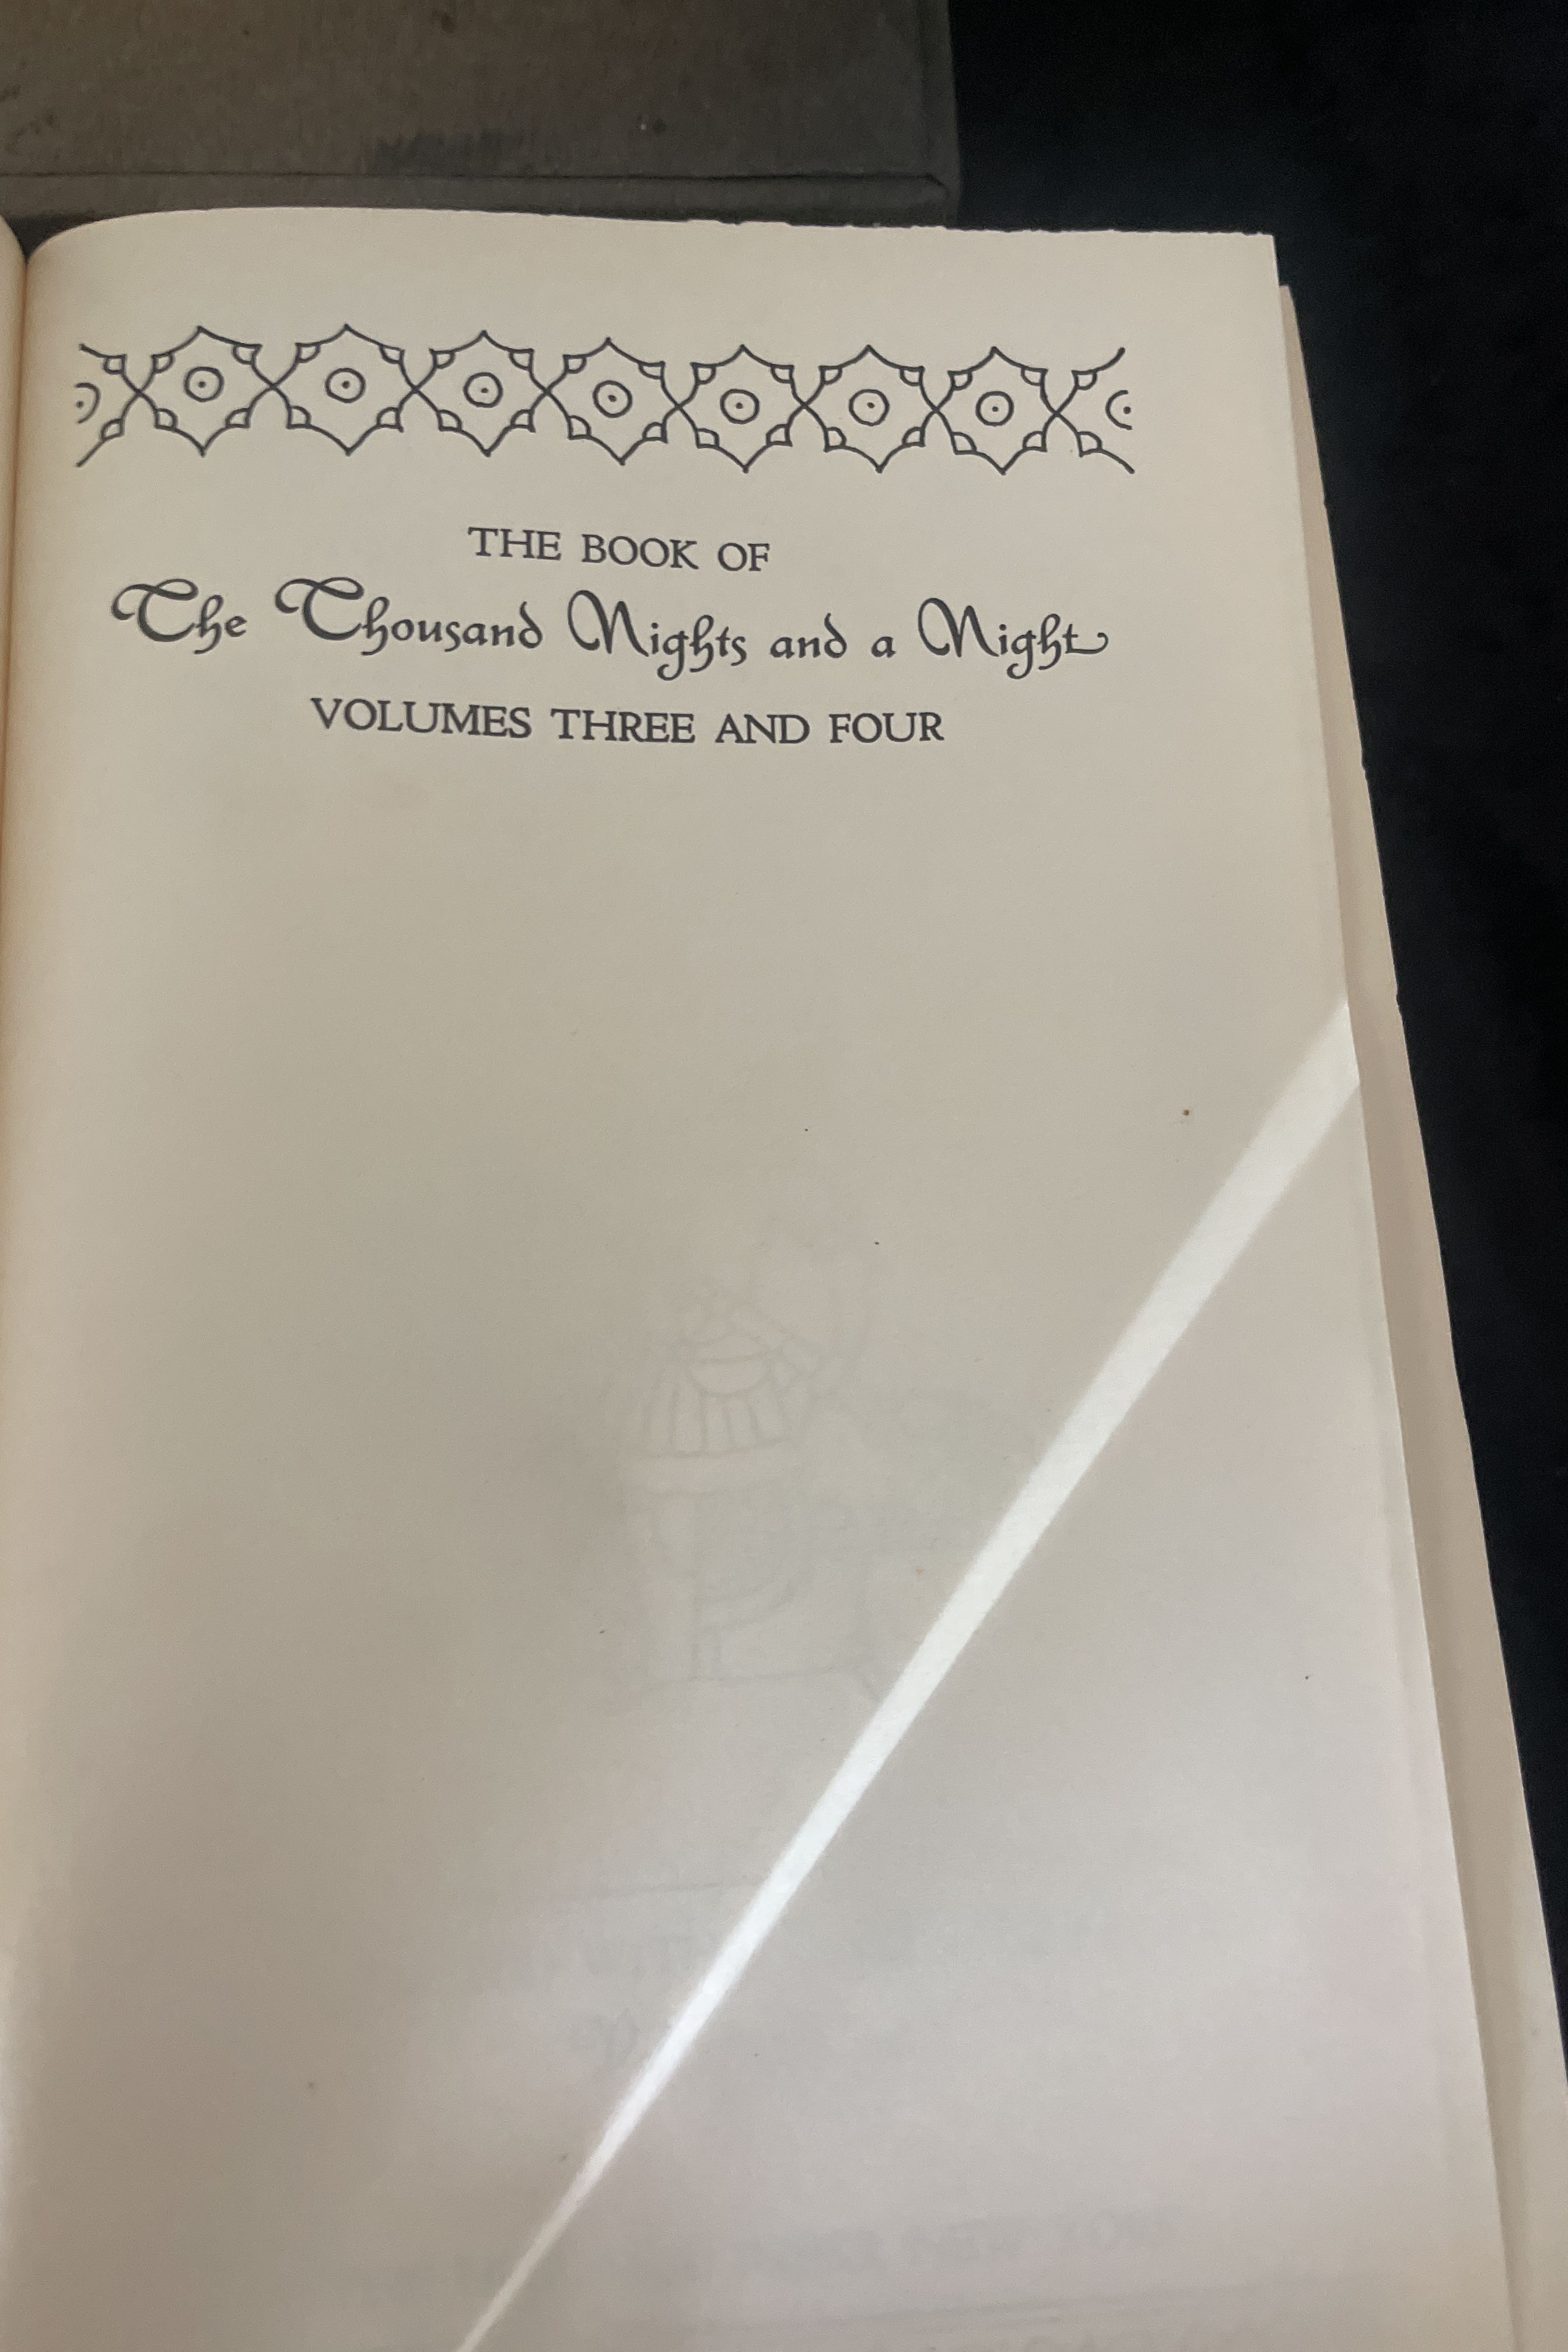 THE BOOK OF
The Thousand Nights and a Night
VOLUMES THREE AND FOUR